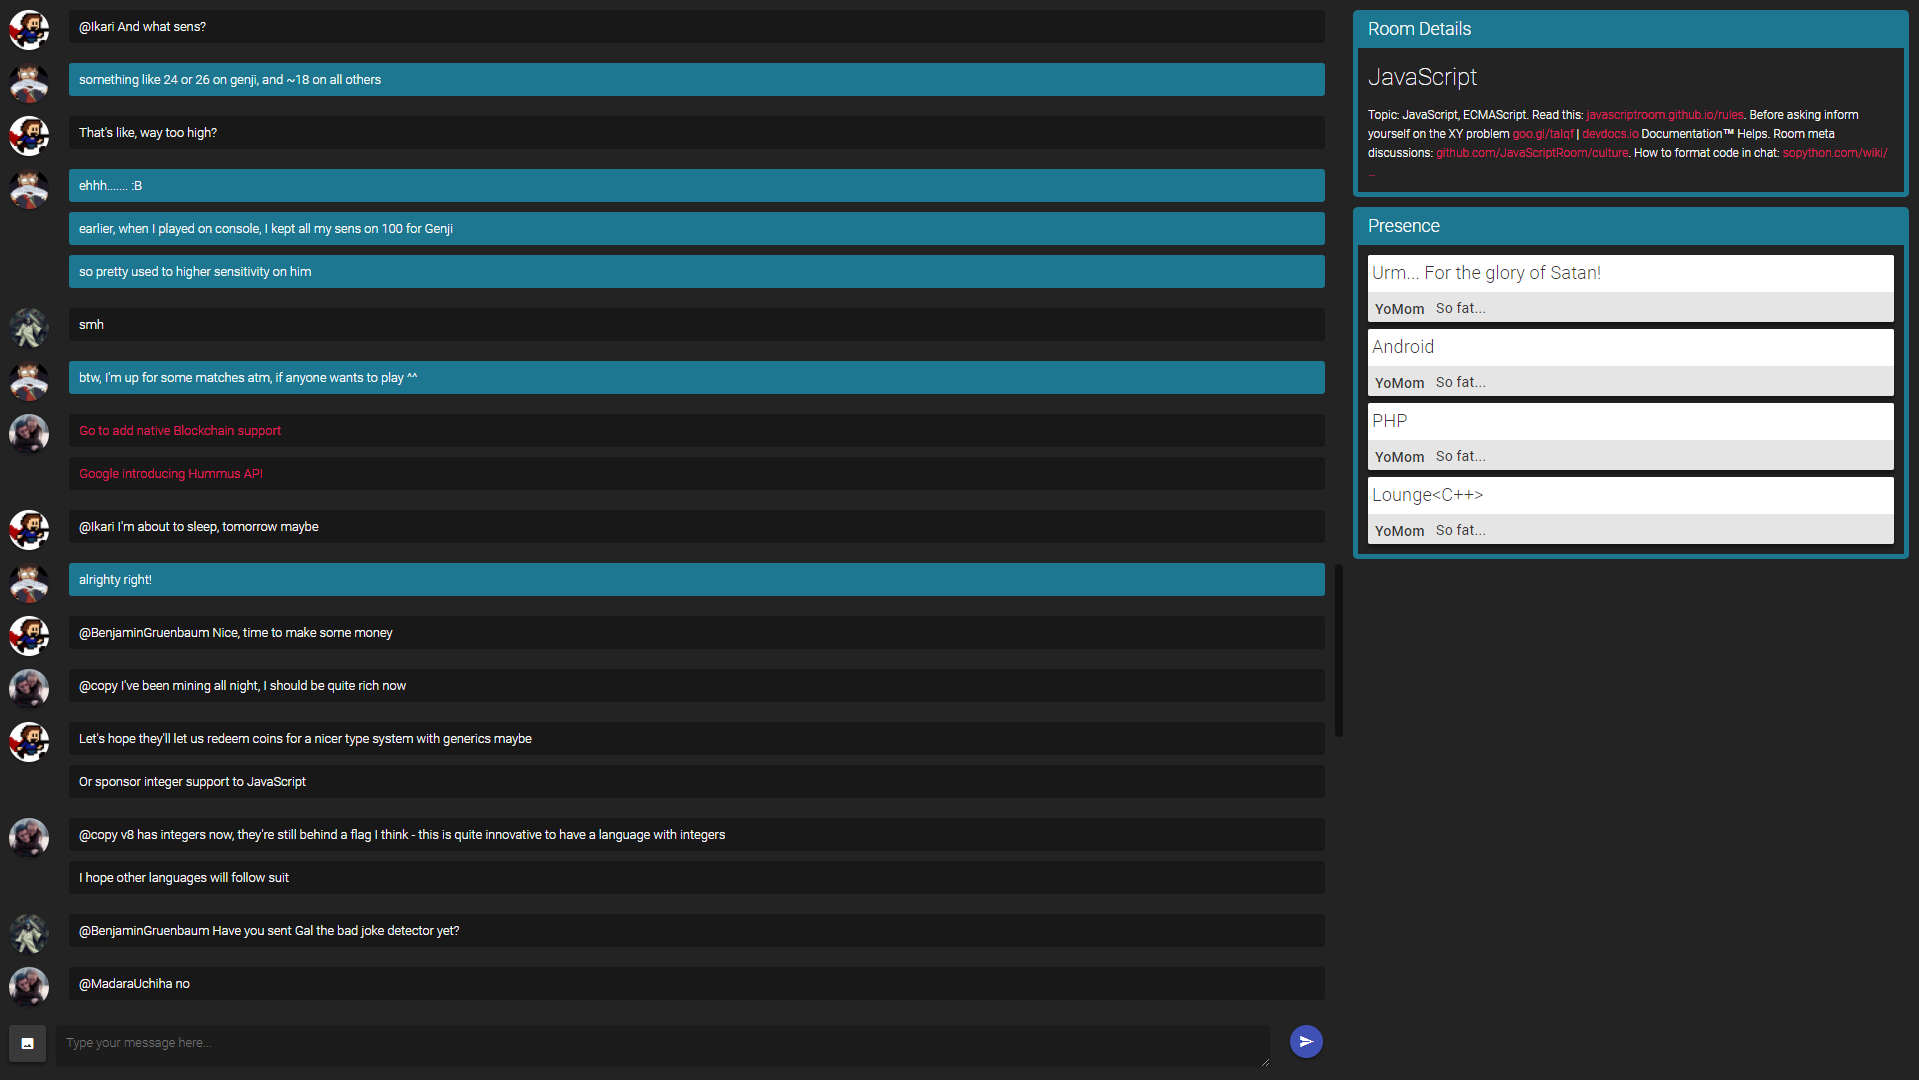 @Ikari And what sens?
something like 24 or 26 on genji, and ~18 on all others
That's like, way too high?
ehhh....... :B
earlier, when I played on console, I kept all my sens on 100 for Genji
so pretty used to higher sensitivity on him
smh
btw, I'm up for some matches atm, if anyone wants to play ^^
Go to add native Blockchain support
Google introducing Hummus API
@Ikari I'm about to sleep, tomorrow maybe
alrighty right!
@BenjaminGruenbaum Nice, time to make some money
@copy I've been mining all night, I should be quite rich now
Let's hope they'll let us redeem coins for a nicer type system with generics maybe
Or sponsor integer support to JavaScript
@copy v8 has integers now, they're still behind a flag I think - this is quite innovative to have a language with integers
I hope other languages will follow suit
@BenjaminGruenbaum Have you sent Gal the bad joke detector yet?
@MadaraUchiha no
Type your message here...
Room Details
JavaScript
Topic: JavaScript, ECMAScript. Read this: javascriptroom.github.io/rules. Before asking inform
yourself on the XY problem goo.gl/taIqf | devdocs.io Documentation™ Helps. Room meta
discussions: github.com/JavaScriptRoom/culture. How to format code in chat: sopython.com/wiki/
...
Presence
Urm... For the glory of Satan!
YoMom So fat...
Android
YoMom So fat...
PHP
YoMom So fat...
Lounge<C++>
YoMom So fat...